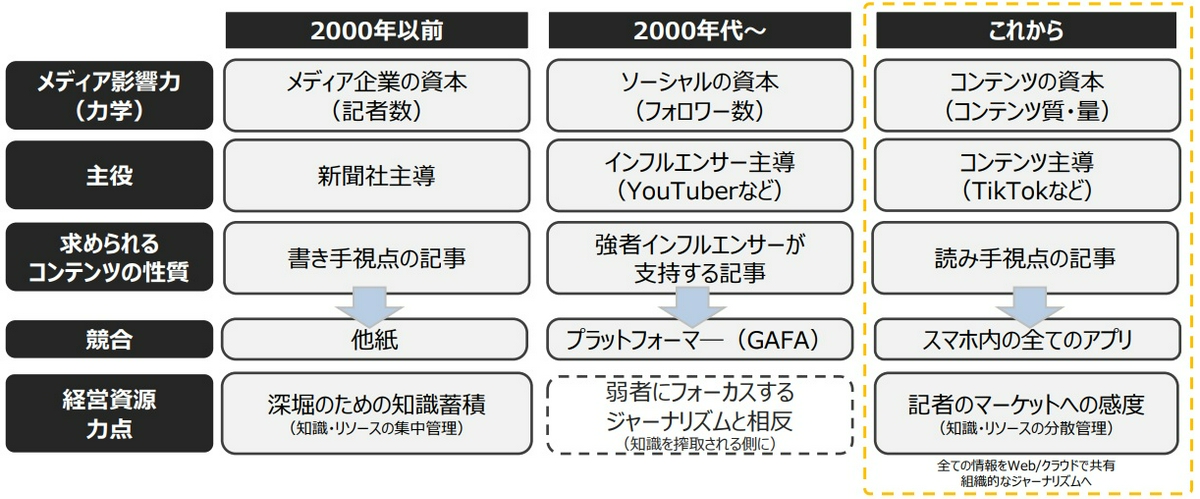 2000年以前
2000年代～
これから
メディア影響力
（力学）
メディア企業の資本
（記者数）
ソーシャルの資本
（フォロワー数）
コンテンツの資本
（コンテンツ質・量）
主役
新聞社主導
インフルエンサー主導
（YouTuberなど）
コンテンツ主導
（TikTokなど）
求められる
コンテンツの性質
書き手視点の記事
強者インフルエンサーが
支持する記事
読み手視点の記事
競合
他紙
プラットフォーマー（GAFA）
スマホ内の全てのアプリ
経営資源
力点
深堀のための知識蓄積
（知識・リソースの集中管理）
弱者にフォーカスする
ジャーナリズムと相反
（知識を搾取される側に）
記者のマーケットへの感度
（知識・リソースの分散管理）
全ての情報をWeb/クラウドで共有
組織的なジャーナリズムへ